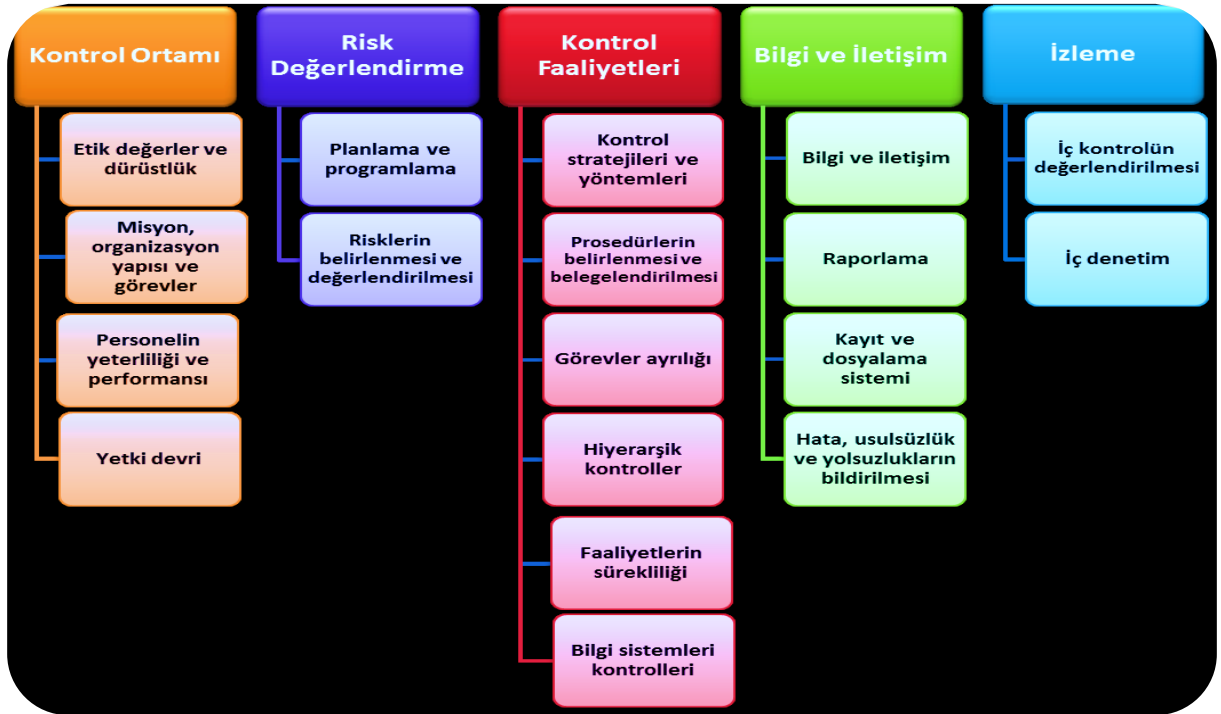 Kontrol Ortamı
Etik değerler ve
dürüstlük
Misyon,
organizasyon
yapısı ve
görevler
Personelin
yeterliliği ve
performansı
Yetki devri
Risk
Değerlendirme
Planlama ve
programlama
Risklerin
belirlenmesi ve
değerlendirilmesi
Kontrol
Faaliyetleri
Kontrol
stratejileri ve
yöntemleri
Prosedürlerin
belirlenmesi ve
belegelendirilmesi
Görevler ayrılığı
Hiyerarşik
kontroller
Faaliyetlerin
sürekliliği
Bilgi sistemleri
kontrolleri
Bilgi ve İletişim
Bilgi ve iletişim
Raporlama
Kayıt ve
dosyalama
sistemi
Hata, usulsüzlük
ve yolsuzlukların
bildirilmesi
İzleme
İç kontrolün
değerlendirilmesi
İç denetim